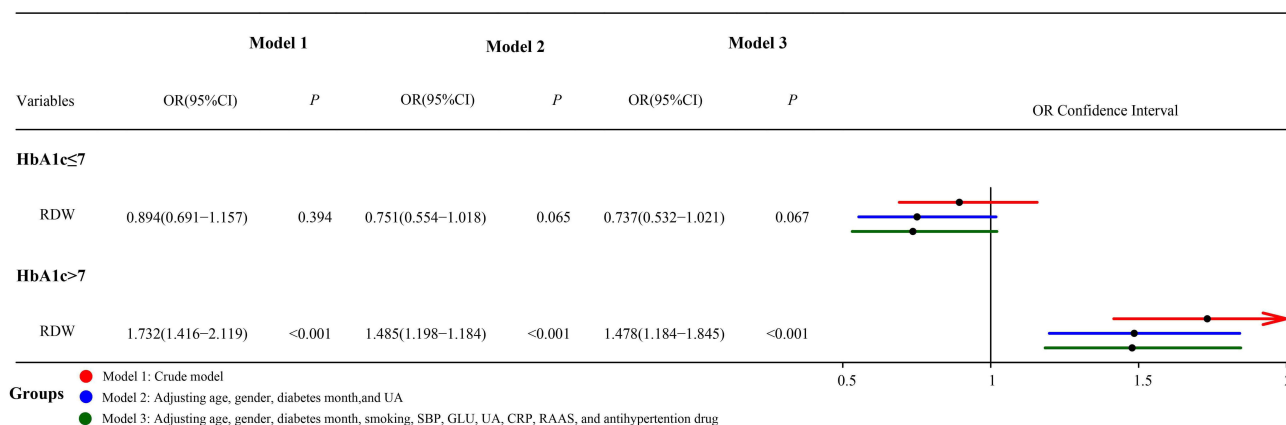 Model 1 Model 2 Model 3
Variables OR(95%CI) P OR(95%CI) P OR(95%CI) P OR Confidence Interval
HbA1c≤7
RDW 0.894(0.691−1.157) 0.394 0.751(0.554−1.018) 0.065 0.737(0.532−1.021) 0.067
HbA1c>7
RDW 1.732(1.416−2.119) <0.001 1.485(1.198−1.184) <0.001 1.478(1.184−1.845) <0.001
0.5 1 1.5
Groups
Model 1: Crude model
Model 2: Adjusting age, gender, diabetes month,and UA
Model 3: Adjusting age, gender, diabetes month, smoking, SBP, GLU, UA, CRP, RAAS, and antihypertention drug